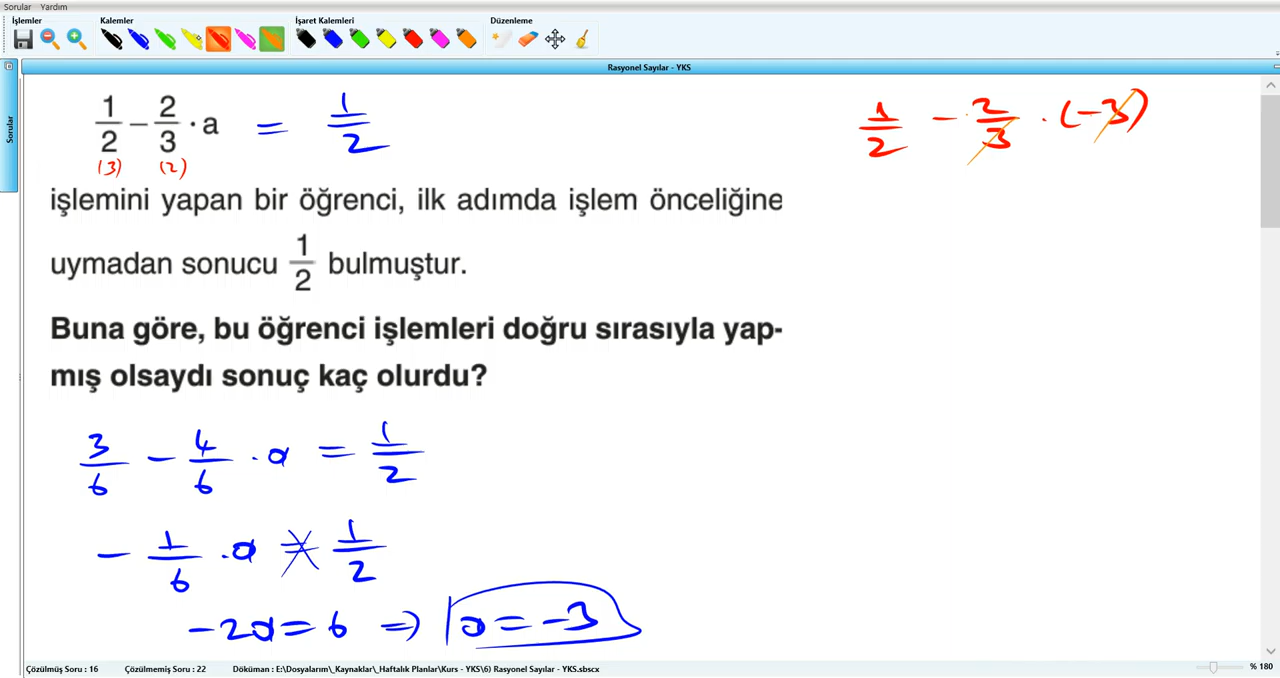 Sorular Yardım
İşlemler Kalemler İşaret Kalemleri Düzenleme
Rasyonel Sayılar - YKS
Sorular
1/2 − 2/3 · a = 1/2
(3) (2)
işlemini yapan bir öğrenci, ilk adımda işlem önceliğine
uymadan sonucu 1/2 bulmuştur.
Buna göre, bu öğrenci işlemleri doğru sırasıyla yap-
mış olsaydı sonuç kaç olurdu?
3/6 − 4/6 · a = 1/2
− 1/6 · a = 1/2
−2a = 6 ⇒ a = −3
1/2 − 2/3 · (−3)
Çözülmüş Soru : 16 Çözülmemiş Soru : 22 Döküman : E:\Dosyalarım\_Kaynaklar\_Haftalık Planlar\Kurs - YKS\6) Rasyonel Sayılar - YKS.sbscx % 180